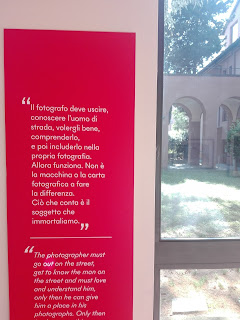 “Il fotografo deve uscire,
conoscere l'uomo di
strada, volergli bene,
comprenderlo,
e poi includerlo nella
propria fotografia.
Allora funziona. Non è
la macchina o la carta
fotografica a fare
la differenza.
Ciò che conta è il
soggetto che
immortaliamo.”
“The photographer must
go out on the street,
get to know the man on
the street and must love
and understand him,
only then he can give
him a place in his
photographs. Only then